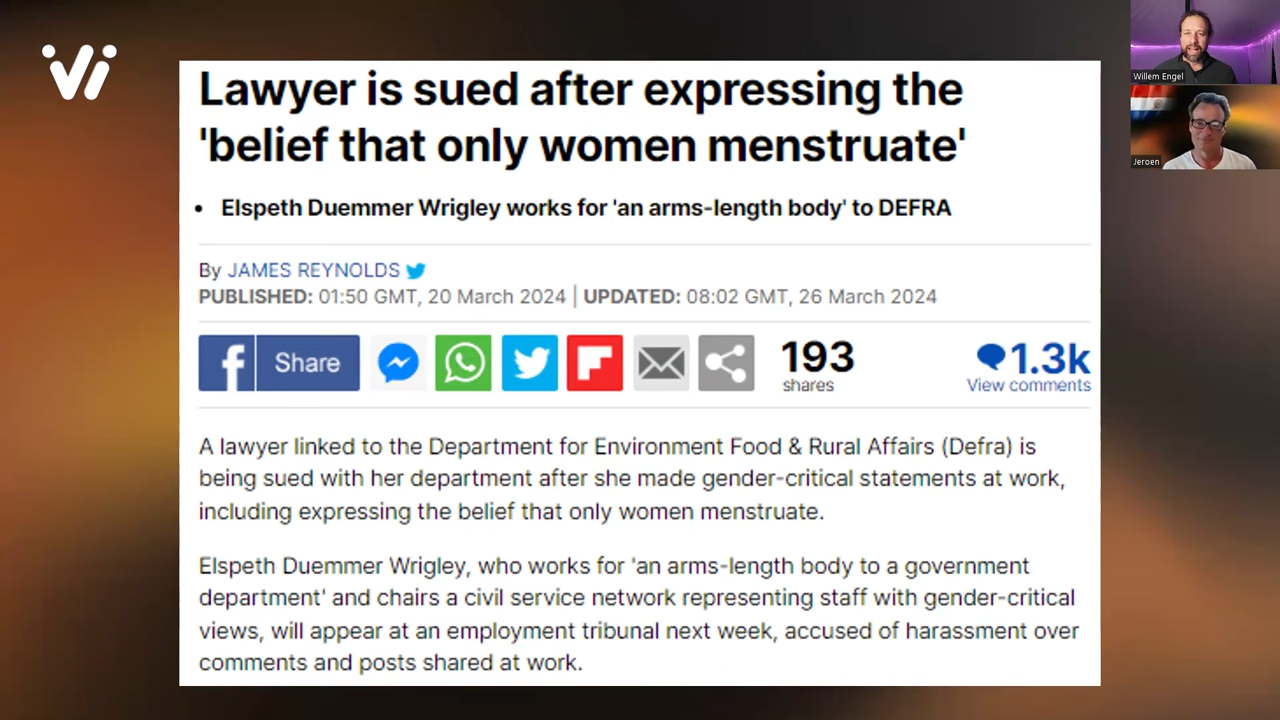 Lawyer is sued after expressing the
'belief that only women menstruate'
• Elspeth Duemmer Wrigley works for 'an arms-length body' to DEFRA
By JAMES REYNOLDS
PUBLISHED: 01:50 GMT, 20 March 2024 | UPDATED: 08:02 GMT, 26 March 2024
f Share
193
shares
1.3k
View comments
A lawyer linked to the Department for Environment Food & Rural Affairs (Defra) is
being sued with her department after she made gender-critical statements at work,
including expressing the belief that only women menstruate.
Elspeth Duemmer Wrigley, who works for 'an arms-length body to a government
department' and chairs a civil service network representing staff with gender-critical
views, will appear at an employment tribunal next week, accused of harassment over
comments and posts shared at work.
Willem Engel
Jeroen